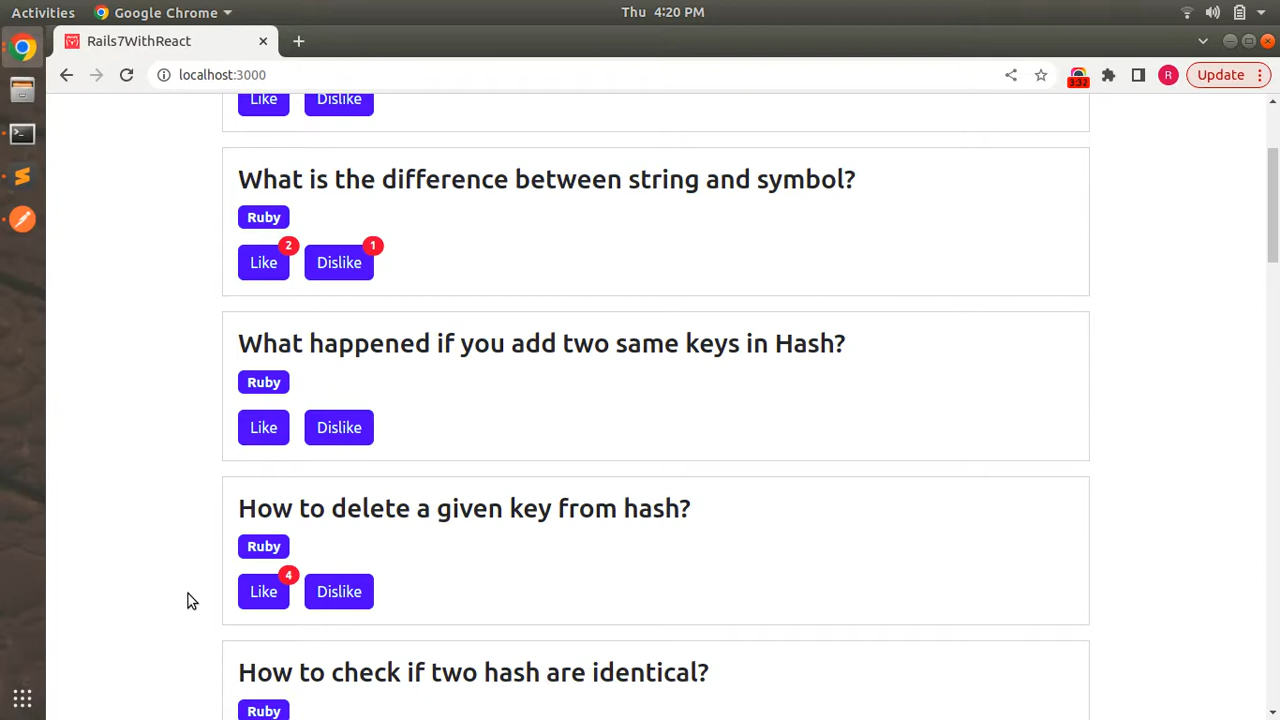 Activities Google Chrome Thu 4:20 PM
Rails7WithReact
localhost:3000 3:32 R Update
Like Dislike
What is the difference between string and symbol?
Ruby
2 1
Like Dislike
What happened if you add two same keys in Hash?
Ruby
Like Dislike
How to delete a given key from hash?
Ruby
4
Like Dislike
How to check if two hash are identical?
Ruby